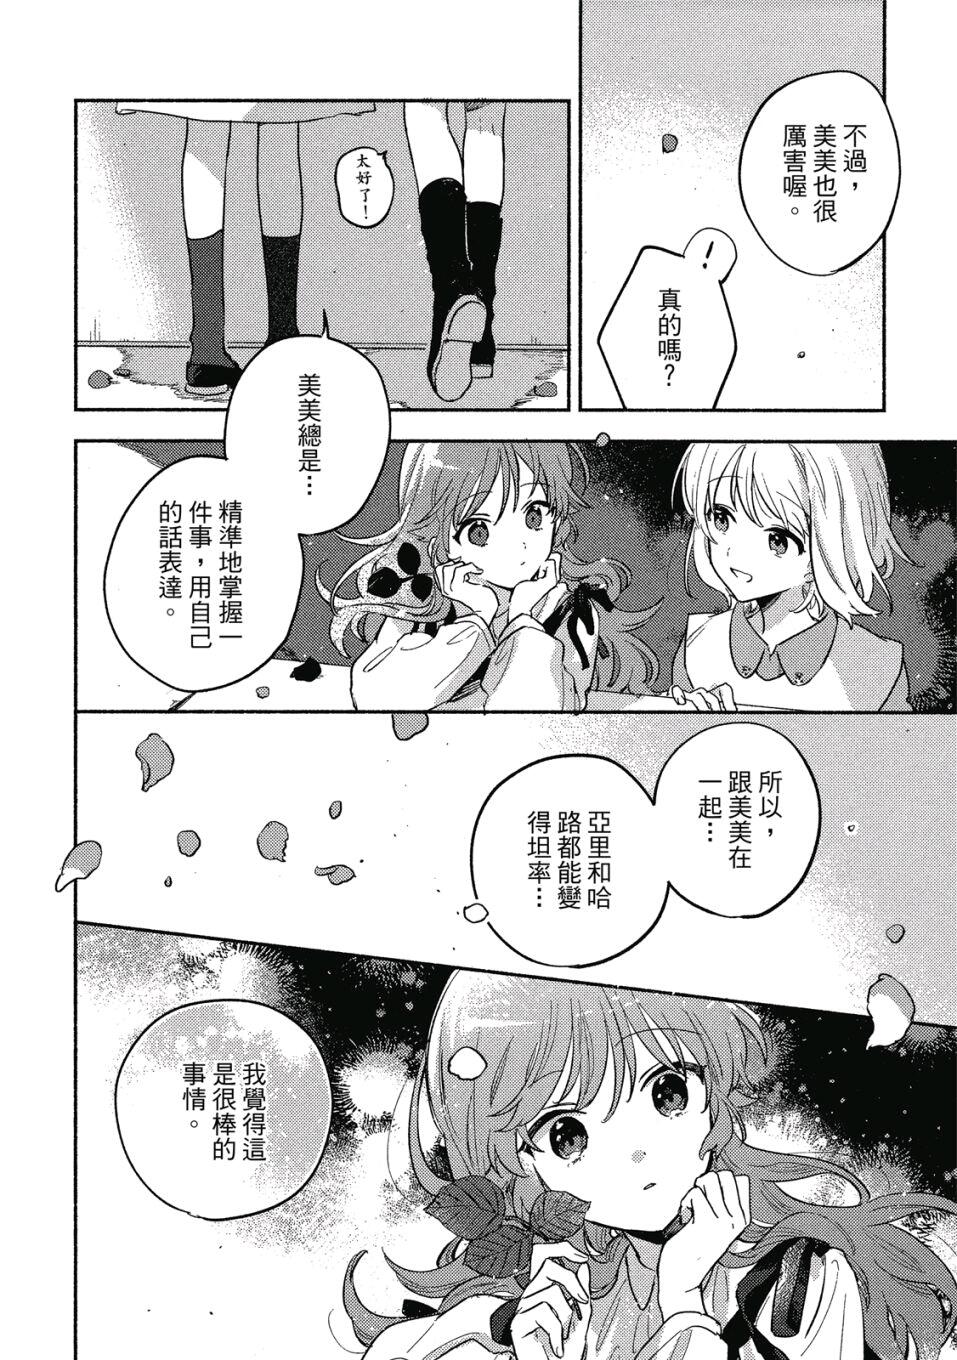 不過，
美美也很
厲害喔。
！
真的嗎？
太好了！
美美總是…
精準地掌握一
件事，用自己
的話表達。
所以，
跟美美在
一起…
亞里和哈
路都能變
得坦率…
我覺得這
是很棒的
事情。